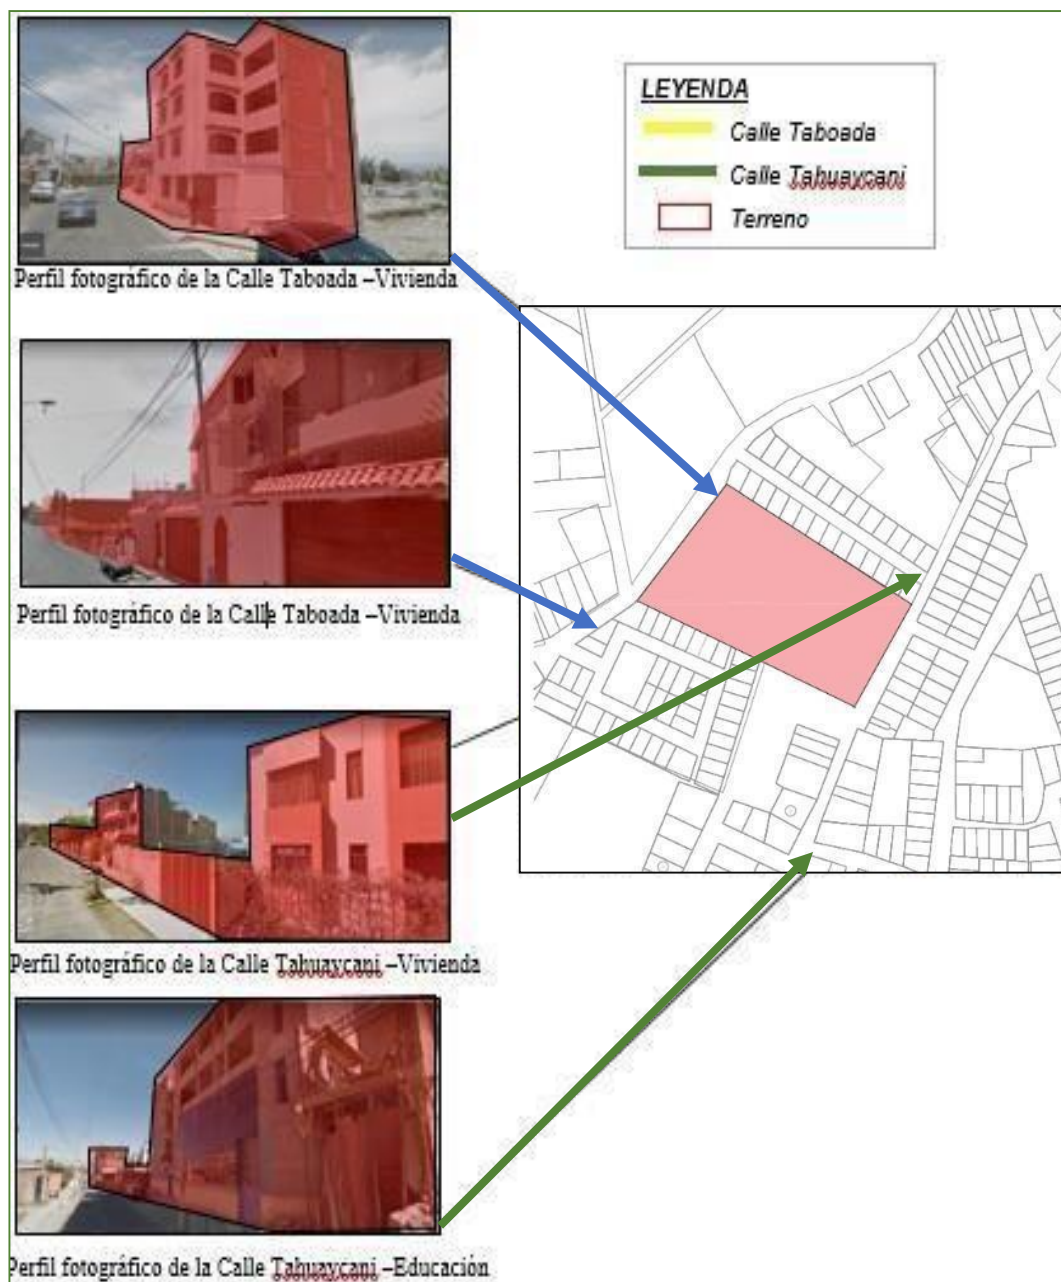 LEYENDA
Calle Taboada
Calle Tahuaycani
Terreno
Perfil fotográfico de la Calle Taboada –Vivienda
Perfil fotográfico de la Calle Taboada –Vivienda
Perfil fotográfico de la Calle Tahuaycani –Vivienda
Perfil fotográfico de la Calle Tahuaycani –Educación